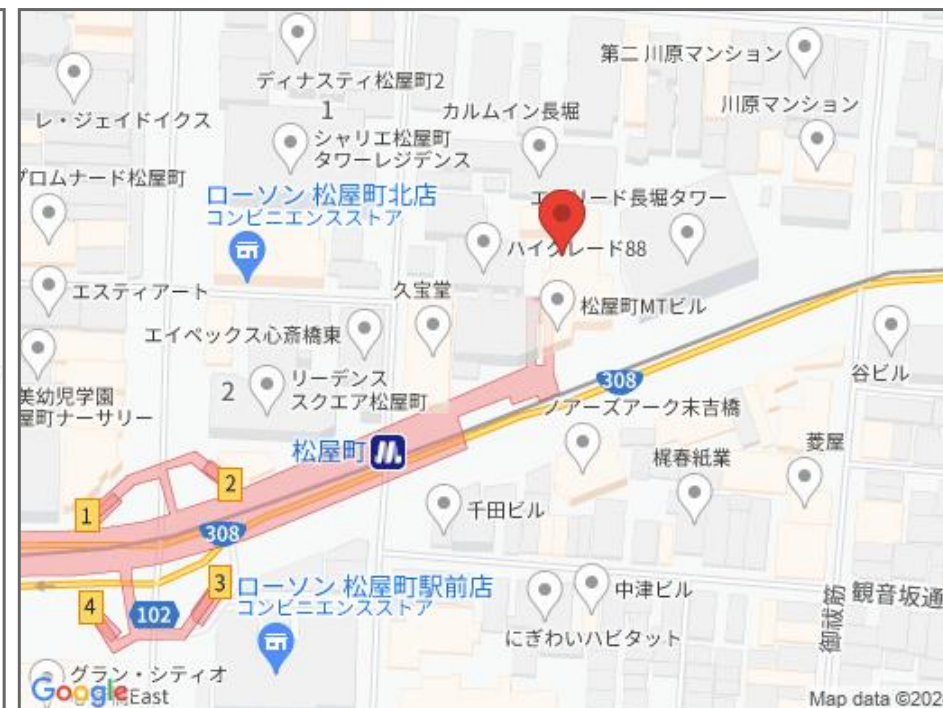 ディナスティ松屋町2
第二 川原マンション
レ・ジェイドイクス
1
カルムイン長堀
川原マンション
シャリエ松屋町
タワーレジデンス
プロムナード松屋町
ローソン 松屋町北店
コンビニエンスストア
ード長堀タワー
ハイグレード88
エスティアート
久宝堂
松屋町MTビル
エイペックス心斎橋東
谷ビル
308
美幼児学園
屋町ナーサリー
2
リーデンス
スクエア松屋町
ノアーズアーク末吉橋
松屋町
梶春紙業
菱屋
2
1
千田ビル
308
3
ローソン 松屋町駅前店
コンビニエンスストア
中津ビル
観音坂通
4
102
御祓筋
にぎわいハビタット
グラン・シティオ
East
Google
Map data ©202